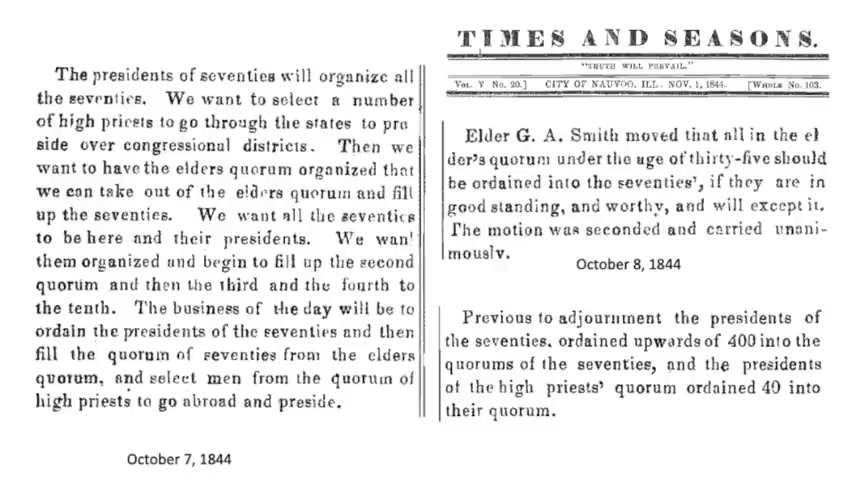 The presidents of seventies will organize all
the seventies. We want to select a number
of high priests to go through the states to pre
side over congressional districts. Then we
want to have the elders quorum organized that
we can take out of the elders quorum and fill
up the seventies. We want all the seventies
to be here and their presidents. We wan'
them organized and begin to fill up the second
quorum and then the third and the fourth to
the tenth. The business of the day will be to
ordain the presidents of the seventies and then
fill the quorum of seventies from the elders
quorum, and select men from the quorum of
high priests to go abroad and preside.
October 7, 1844
TIMES AND SEASONS.
"TRUTH WILL PREVAIL."
VOL. V NO. 20.] CITY OF NAUVOO, ILL. NOV. 1, 1844. [WHOLE NO. 103.
Elder G. A. Smith moved that all in the el
der's quorum under the age of thirty-five should
be ordained into the seventies', if they are in
good standing, and worthy, and will except it.
The motion was seconded and carried unani-
mously.
October 8, 1844
Previous to adjournment the presidents of
the seventies, ordained upwards of 400 into the
quorums of the seventies, and the presidents
of the high priests' quorum ordained 40 into
their quorum.